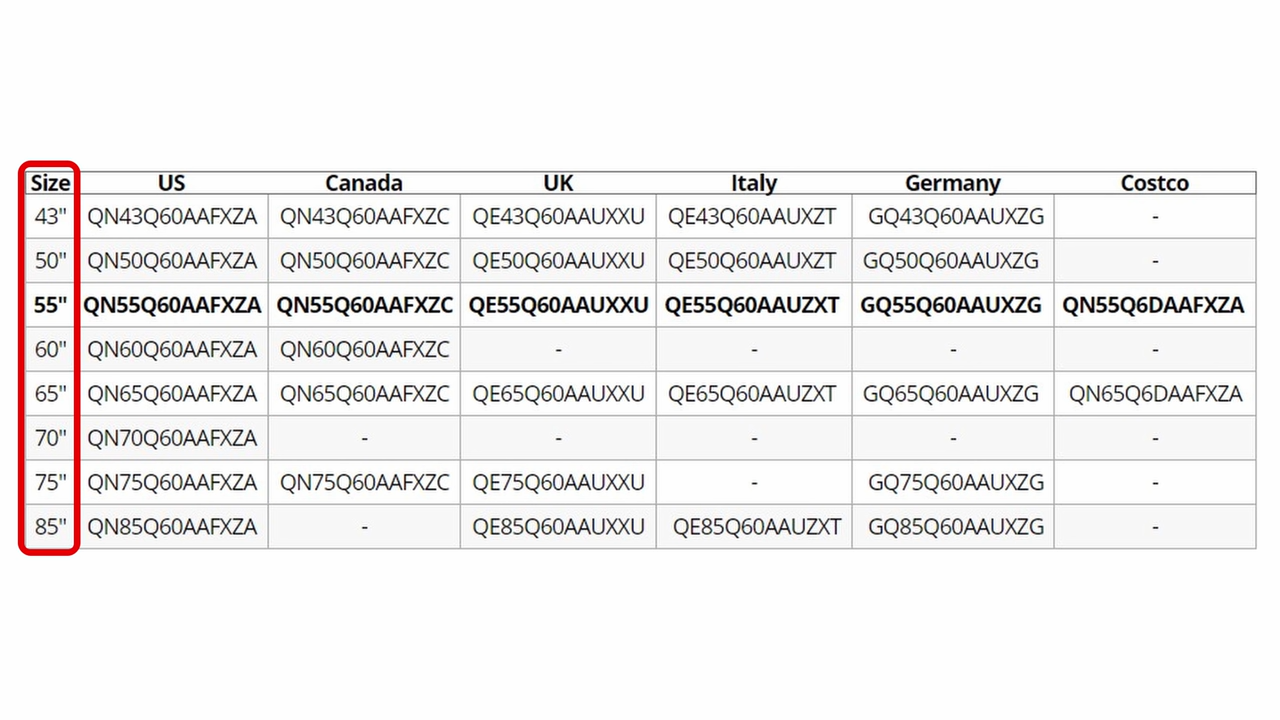 Size US Canada UK Italy Germany Costco
43" QN43Q60AAFXZA QN43Q60AAFXZC QE43Q60AAUXXU QE43Q60AAUXZT GQ43Q60AAUXZG -
50" QN50Q60AAFXZA QN50Q60AAFXZC QE50Q60AAUXXU QE50Q60AAUXZT GQ50Q60AAUXZG -
55" QN55Q60AAFXZA QN55Q60AAFXZC QE55Q60AAUXXU QE55Q60AAUZXT GQ55Q60AAUXZG QN55Q6DAAFXZA
60" QN60Q60AAFXZA QN60Q60AAFXZC - - - -
65" QN65Q60AAFXZA QN65Q60AAFXZC QE65Q60AAUXXU QE65Q60AAUZXT GQ65Q60AAUXZG QN65Q6DAAFXZA
70" QN70Q60AAFXZA - - - - -
75" QN75Q60AAFXZA QN75Q60AAFXZC QE75Q60AAUXXU - GQ75Q60AAUXZG -
85" QN85Q60AAFXZA - QE85Q60AAUXXU QE85Q60AAUZXT GQ85Q60AAUXZG -